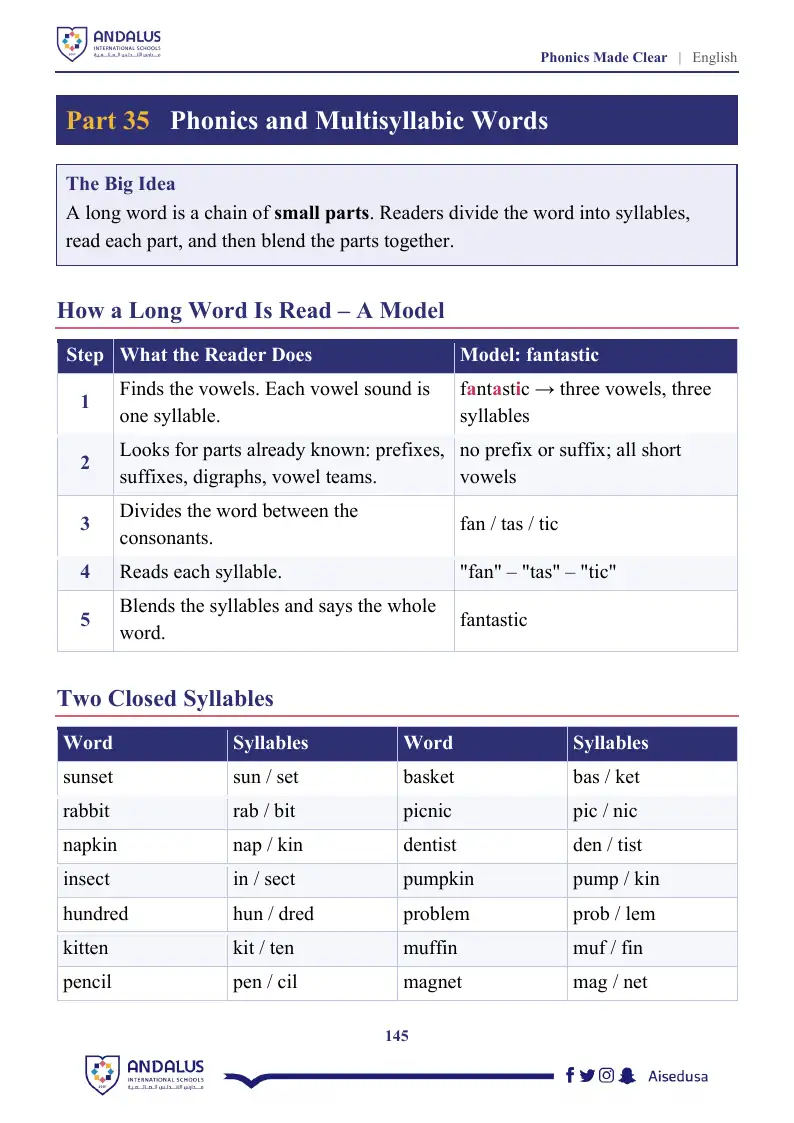 ANDALUS
INTERNATIONAL SCHOOLS
مدارس الأندلس العالمية
Phonics Made Clear | English
Part 35 Phonics and Multisyllabic Words
The Big Idea
A long word is a chain of small parts. Readers divide the word into syllables,
read each part, and then blend the parts together.
How a Long Word Is Read – A Model
Step What the Reader Does Model: fantastic
1 Finds the vowels. Each vowel sound is one syllable. fantastic → three vowels, three syllables
2 Looks for parts already known: prefixes, suffixes, digraphs, vowel teams. no prefix or suffix; all short vowels
3 Divides the word between the consonants. fan / tas / tic
4 Reads each syllable. "fan" – "tas" – "tic"
5 Blends the syllables and says the whole word. fantastic
Two Closed Syllables
Word Syllables Word Syllables
sunset sun / set basket bas / ket
rabbit rab / bit picnic pic / nic
napkin nap / kin dentist den / tist
insect in / sect pumpkin pump / kin
hundred hun / dred problem prob / lem
kitten kit / ten muffin muf / fin
pencil pen / cil magnet mag / net
145
ANDALUS
INTERNATIONAL SCHOOLS
مدارس الأندلس العالمية
Aisedusa